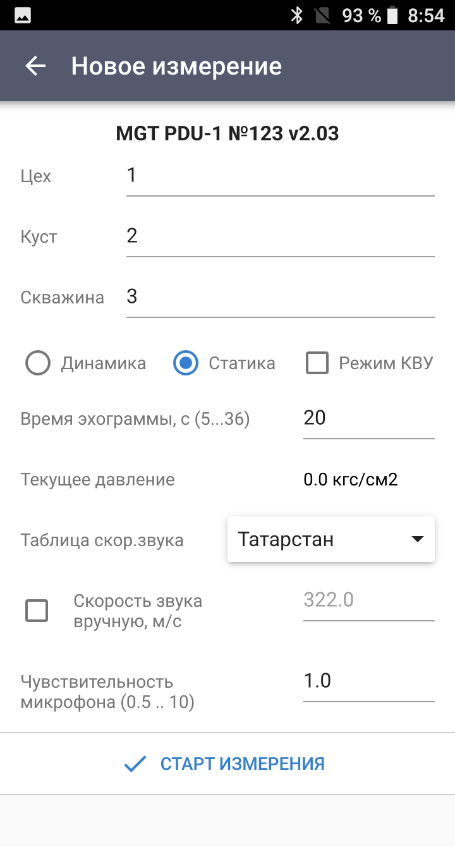 93 % 8:54
Новое измерение
MGT PDU-1 №123 v2.03
Цех 1
Куст 2
Скважина 3
Динамика Статика Режим КВУ
Время эхограммы, с (5...36) 20
Текущее давление 0.0 кгс/см2
Таблица скор.звука Татарстан
Скорость звука 322.0
вручную, м/с
Чувствительность 1.0
микрофона (0.5 .. 10)
СТАРТ ИЗМЕРЕНИЯ